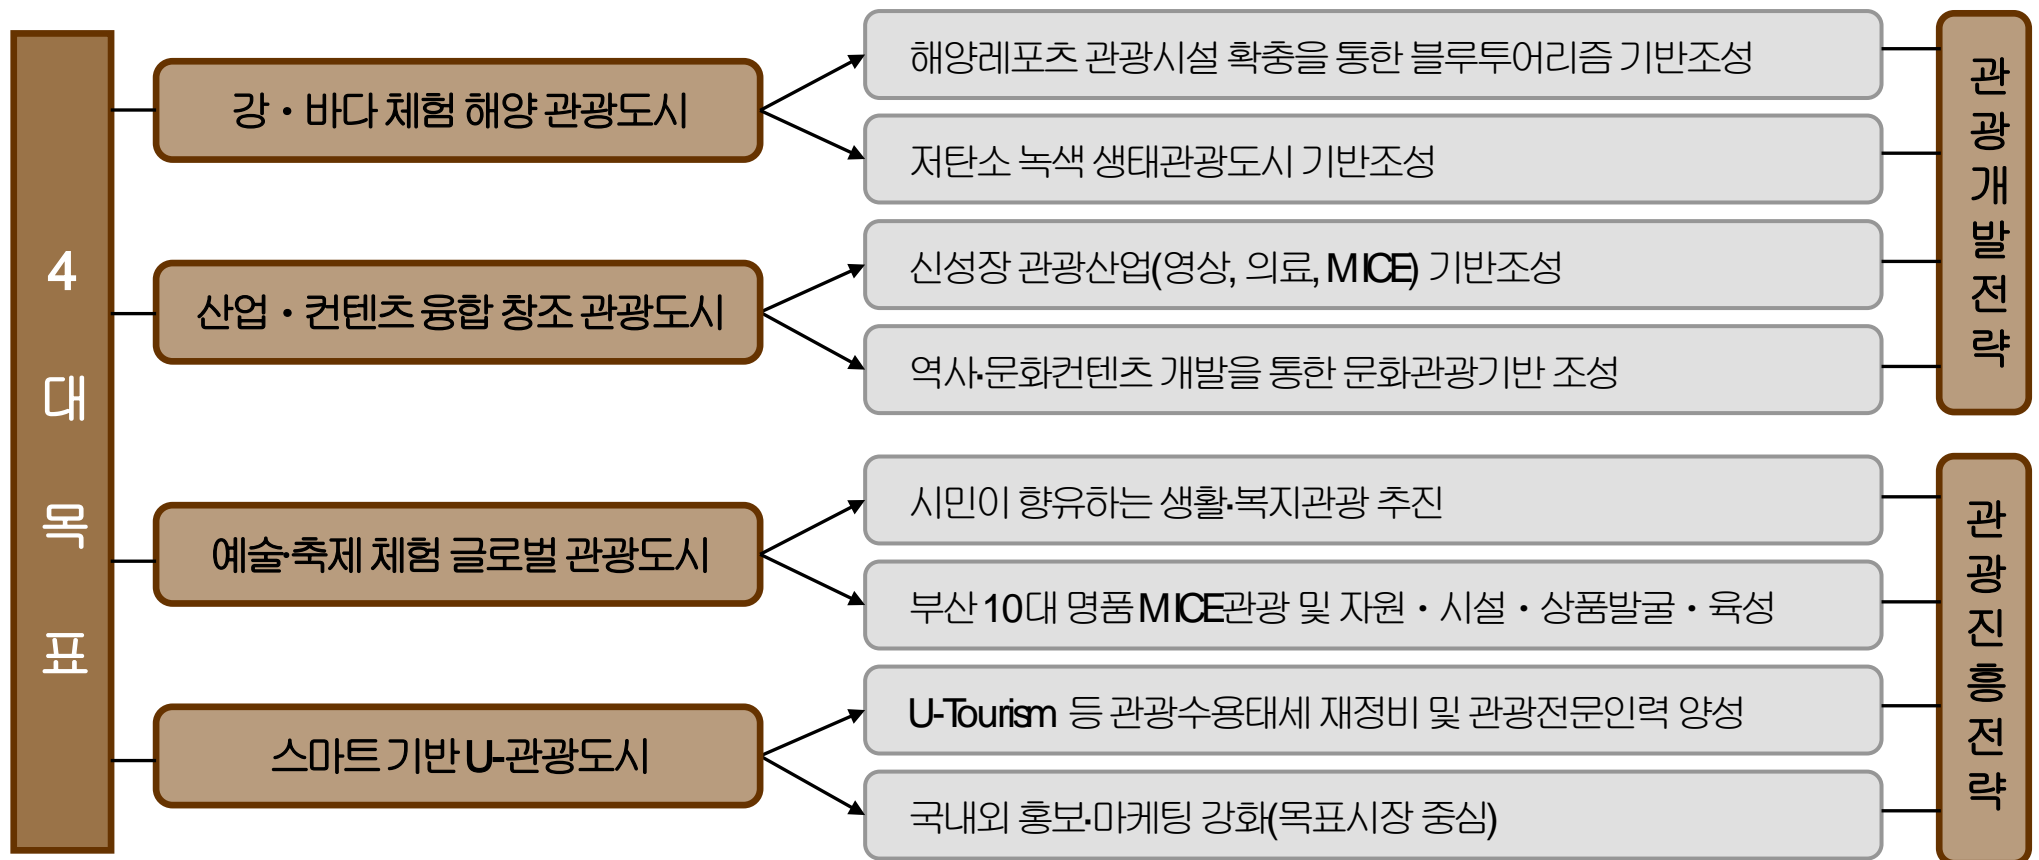 4대목표
강・바다 체험 해양 관광도시
해양레포츠 관광시설 확충을 통한 블루투어리즘 기반조성
저탄소 녹색 생태관광도시 기반조성
산업・컨텐츠 융합 창조 관광도시
신성장 관광산업(영상, 의료, MICE) 기반조성
역사·문화컨텐츠 개발을 통한 문화관광기반 조성
관광개발전략
예술·축제 체험 글로벌 관광도시
시민이 향유하는 생활·복지관광 추진
부산 10대 명품 MICE관광 및 자원・시설・상품발굴・육성
스마트 기반 U-관광도시
U-Tourism 등 관광수용태세 재정비 및 관광전문인력 양성
국내외 홍보·마케팅 강화(목표시장 중심)
관광진흥전략